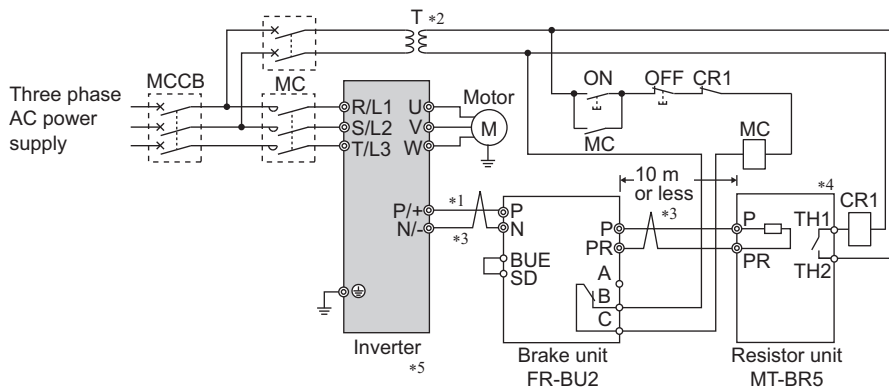 T *2
MCCB
MC
ON
OFF
CR1
Three phase
AC power
supply
R/L1
S/L2
T/L3
U
V
W
Motor
M
MC
MC
10 m
or less
*4
P/+
N/-
*1
*3
P
N
P
PR
*3
P
PR
TH1
TH2
CR1
BUE
SD
A
B
C
Inverter
*5
Brake unit
FR-BU2
Resistor unit
MT-BR5